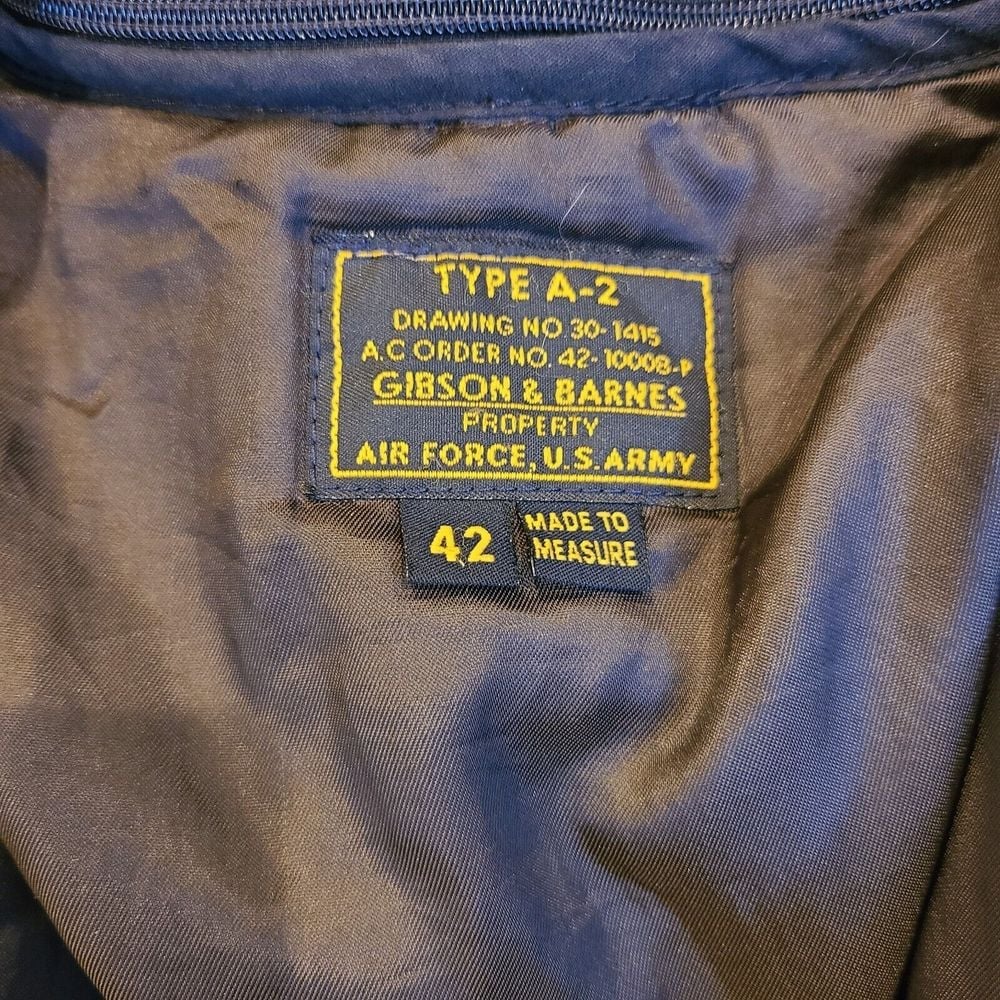 TYPE A-2
DRAWING NO 30-1415
A.C ORDER NO. 42-10008-P
GIBSON & BARNES
PROPERTY
AIR FORCE, U.S. ARMY
42
MADE TO
MEASURE